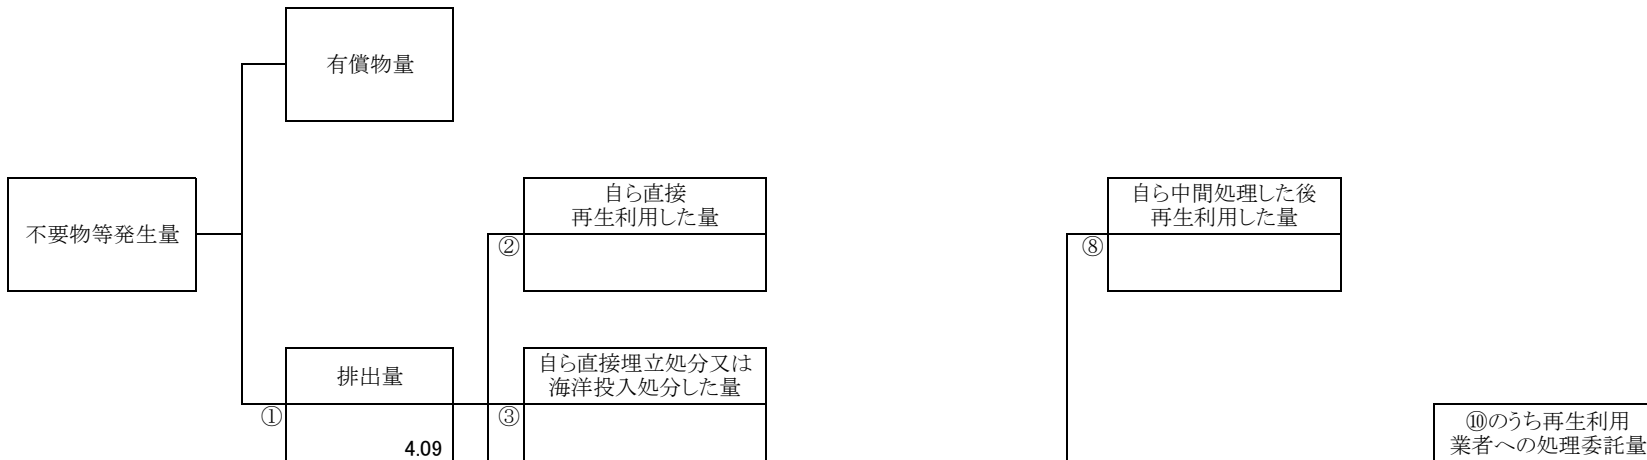 有償物量
不要物等発生量
自ら直接
再生利用した量
②
自ら中間処理した後
再生利用した量
⑧
排出量
①
4.09
自ら直接埋立処分又は
海洋投入処分した量
③
⑩のうち再生利用
業者への処理委託量